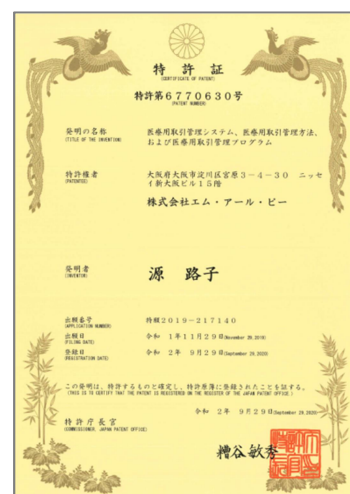 特許証
(CERTIFICATE OF PATENT)
特許第6770630号
(PATENT NUMBER)
発明の名称
(TITLE OF THE INVENTION)
医療用取引管理システム、医療用取引管理方法、
および医療用取引管理プログラム
特許権者
(PATENTEE)
大阪府大阪市淀川区宮原3-4-30 ニッセ
イ新大阪ビル15階
株式会社エム・アール・ピー
発明者
(INVENTOR)
源 路子
出願番号
(APPLICATION NUMBER)
特願2019-217140
出願日
(FILING DATE)
令和 1年11月29日(November 29,2019)
登録日
(REGISTRATION DATE)
令和 2年 9月29日(September 29,2020)
この発明は、特許するものと確定し、特許原簿に登録されたことを証する。
(THIS IS TO CERTIFY THAT THE PATENT IS REGISTERED ON THE REGISTER OF THE JAPAN PATENT OFFICE.)
令和 2年 9月29日(September 29,2020)
特許庁長官
(COMMISSIONER, JAPAN PATENT OFFICE)
糟谷敏秀